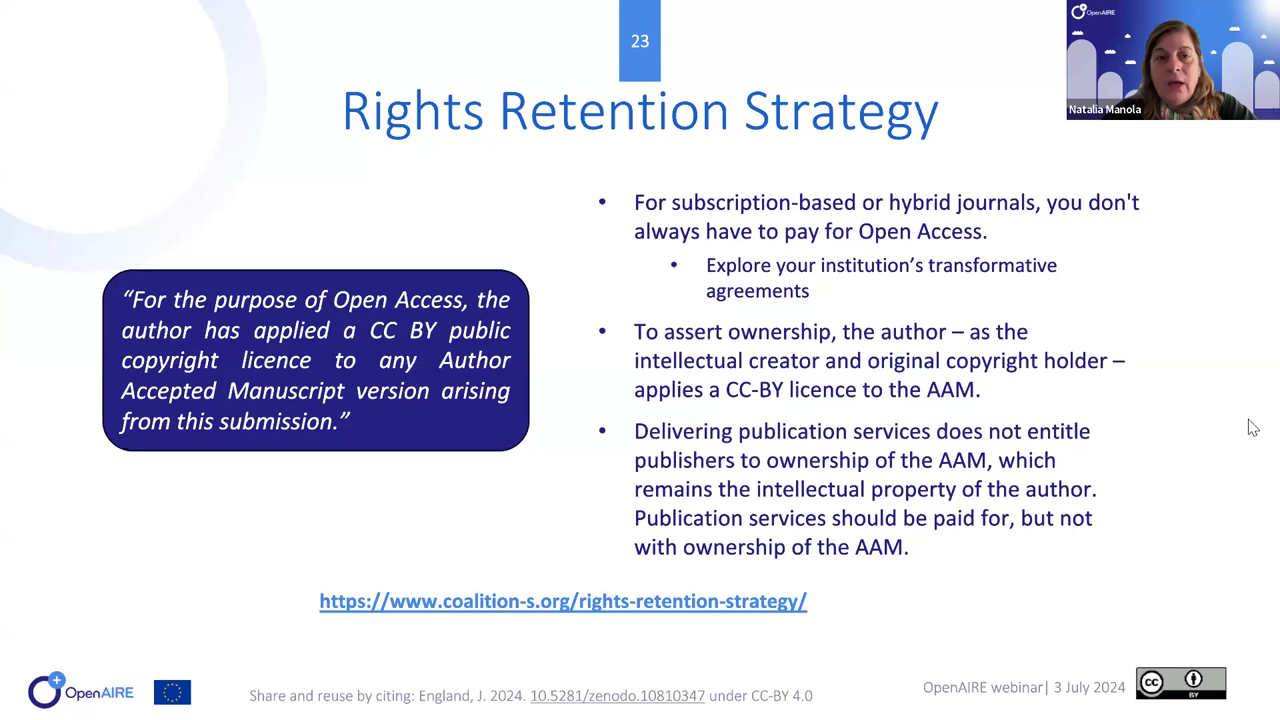 23
OpenAIRE
Natalia Manola
Rights Retention Strategy
“For the purpose of Open Access, the
author has applied a CC BY public
copyright licence to any Author
Accepted Manuscript version arising
from this submission.”
• For subscription-based or hybrid journals, you don't
always have to pay for Open Access.
• Explore your institution’s transformative
agreements
• To assert ownership, the author – as the
intellectual creator and original copyright holder –
applies a CC-BY licence to the AAM.
• Delivering publication services does not entitle
publishers to ownership of the AAM, which
remains the intellectual property of the author.
Publication services should be paid for, but not
with ownership of the AAM.
https://www.coalition-s.org/rights-retention-strategy/
OpenAIRE
Share and reuse by citing: England, J. 2024. 10.5281/zenodo.10810347 under CC-BY 4.0
OpenAIRE webinar| 3 July 2024
cc
BY